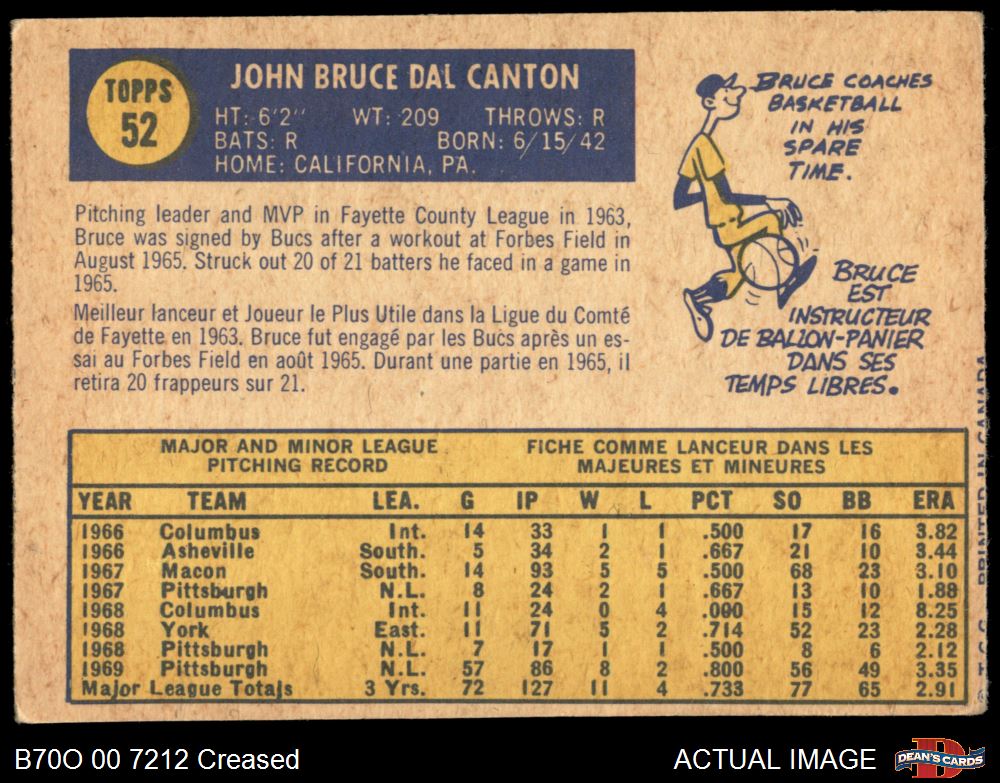 TOPPS
52
JOHN BRUCE DAL CANTON
HT: 6'2" WT: 209 THROWS: R
BATS: R BORN: 6/15/42
HOME: CALIFORNIA, PA.
Pitching leader and MVP in Fayette County League in 1963,
Bruce was signed by Bucs after a workout at Forbes Field in
August 1965. Struck out 20 of 21 batters he faced in a game in
1965.
Meilleur lanceur et Joueur le Plus Utile dans la Ligue du Comté
de Fayette en 1963. Bruce fut engagé par les Bucs après un es-
sai au Forbes Field en août 1965. Durant une partie en 1965, il
retira 20 frappeurs sur 21.
BRUCE COACHES
BASKETBALL
IN HIS
SPARE
TIME.
BRUCE
EST
INSTRUCTEUR
DE BALLON-PANIER
DANS SES
TEMPS LIBRES.
MAJOR AND MINOR LEAGUE
PITCHING RECORD
FICHE COMME LANCEUR DANS LES
MAJEURES ET MINEURES
YEAR TEAM LEA. G IP W L PCT SO BB ERA
1966 Columbus Int. 14 33 1 1 .500 17 16 3.82
1966 Asheville South. 5 34 2 1 .667 21 10 3.44
1967 Macon South. 14 93 5 5 .500 68 23 3.10
1967 Pittsburgh N.L. 8 24 2 1 .667 13 10 1.88
1968 Columbus Int. 11 24 0 4 .000 15 12 8.25
1968 York East. 11 71 5 2 .714 52 23 2.28
1968 Pittsburgh N.L. 7 17 1 1 .500 8 6 2.12
1969 Pittsburgh N.L. 57 86 8 2 .800 56 49 3.35
Major League Totals 3 Yrs. 72 127 11 4 .733 77 65 2.91
PRINTED IN CANADA
B70O 00 7212 Creased
ACTUAL IMAGE
DEAN'S CARDS